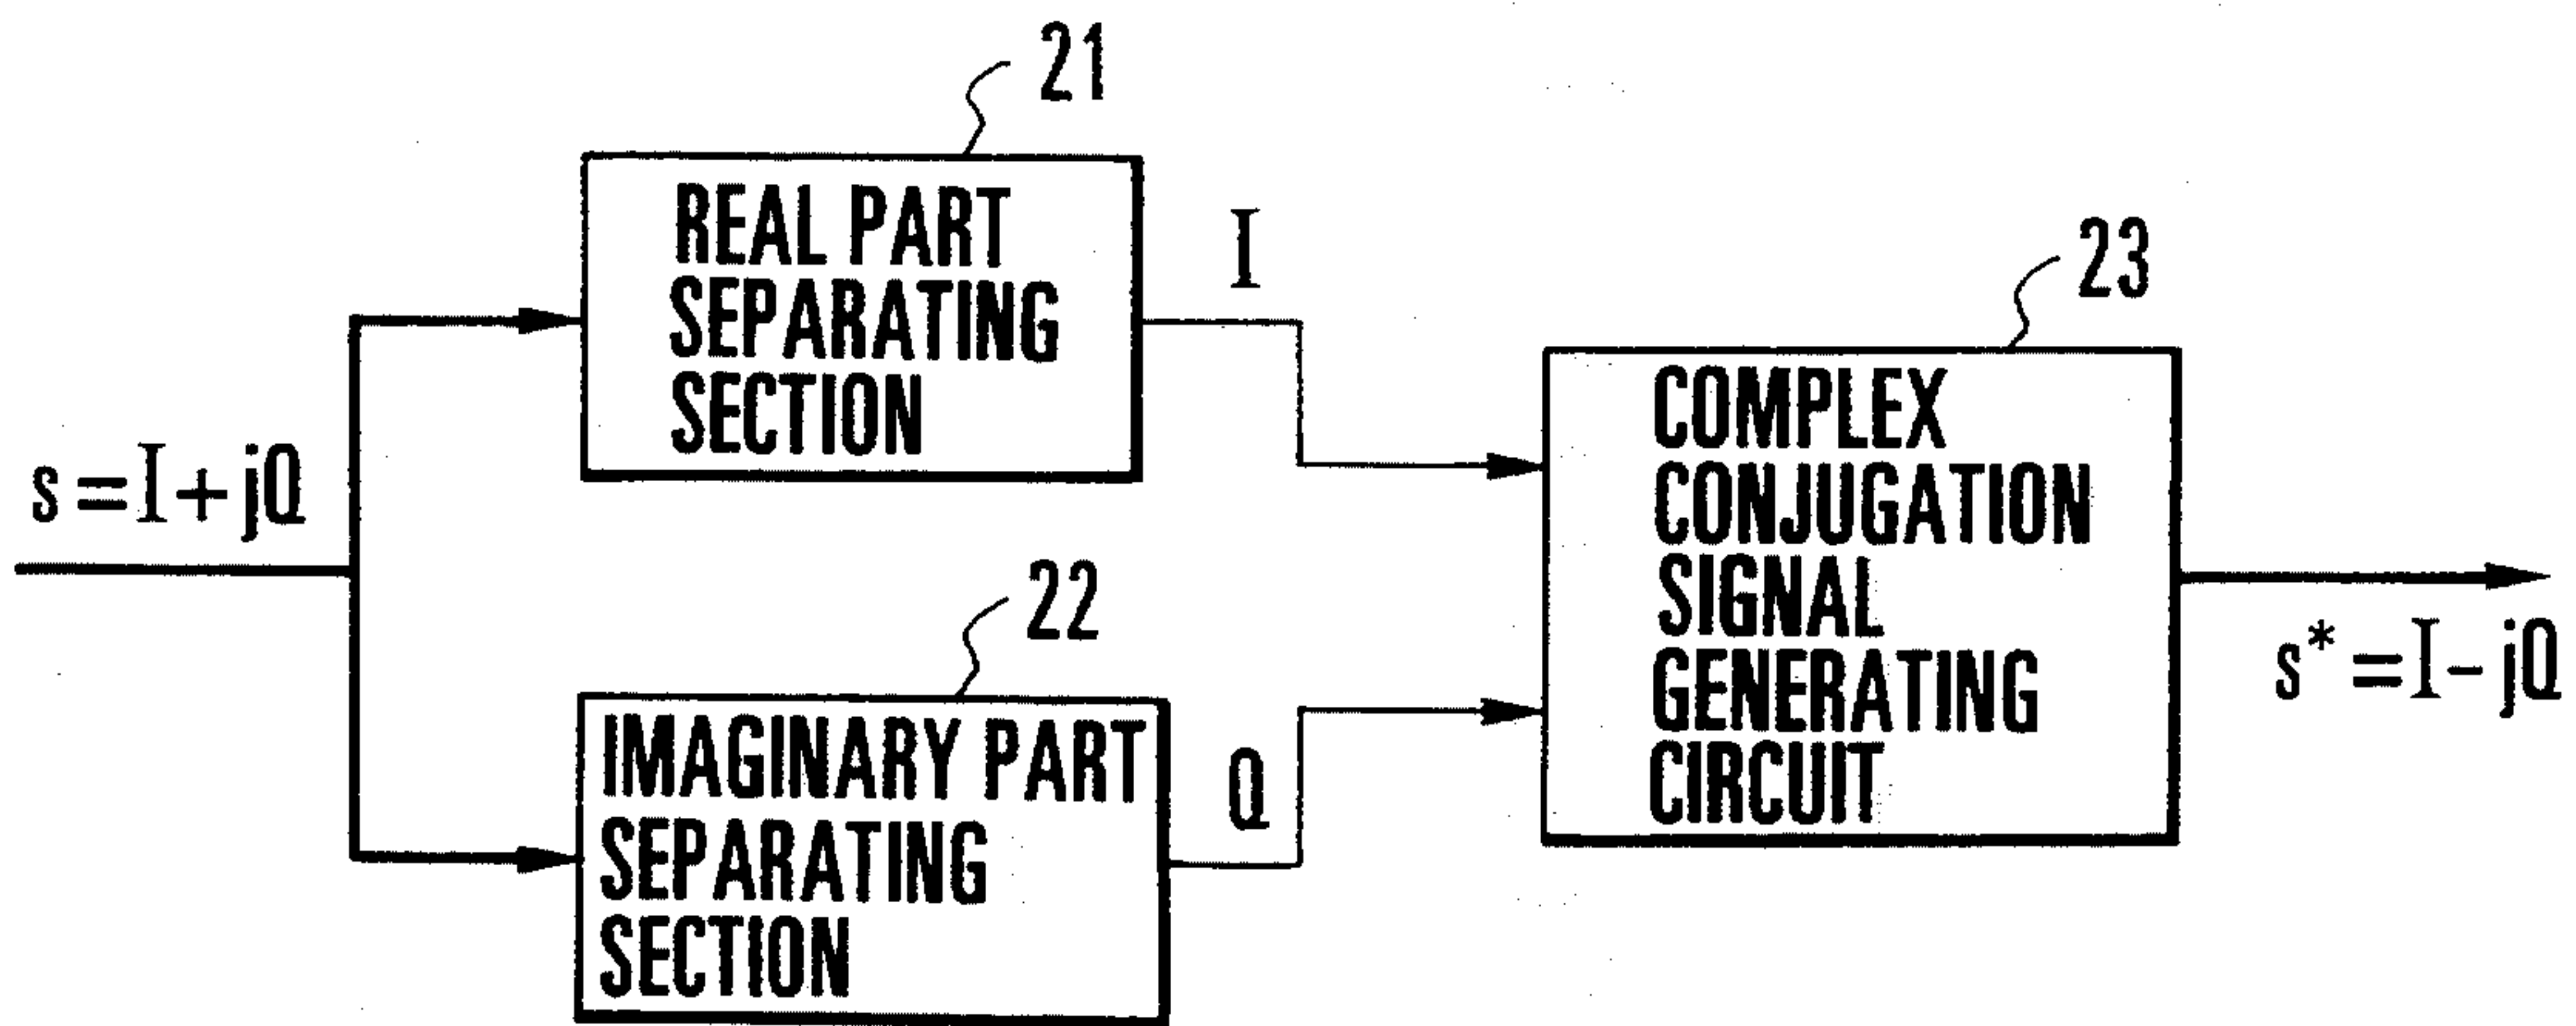 21
REAL PART
SEPARATING
SECTION
I
23
COMPLEX
CONJUGATION
SIGNAL
GENERATING
CIRCUIT
s=I+jQ
s*=I-jQ
22
IMAGINARY PART
SEPARATING
SECTION
Q